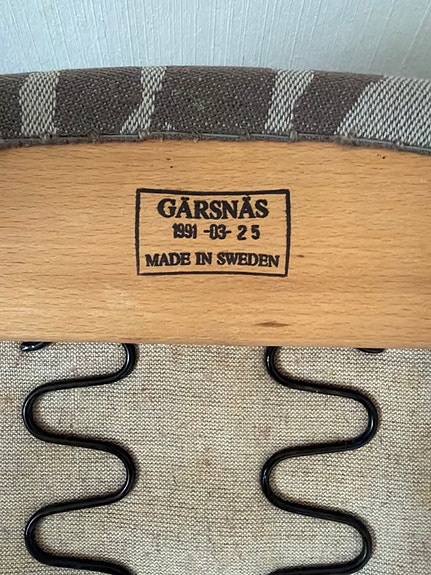 GÄRSNÄS
1991 -03- 25
MADE IN SWEDEN